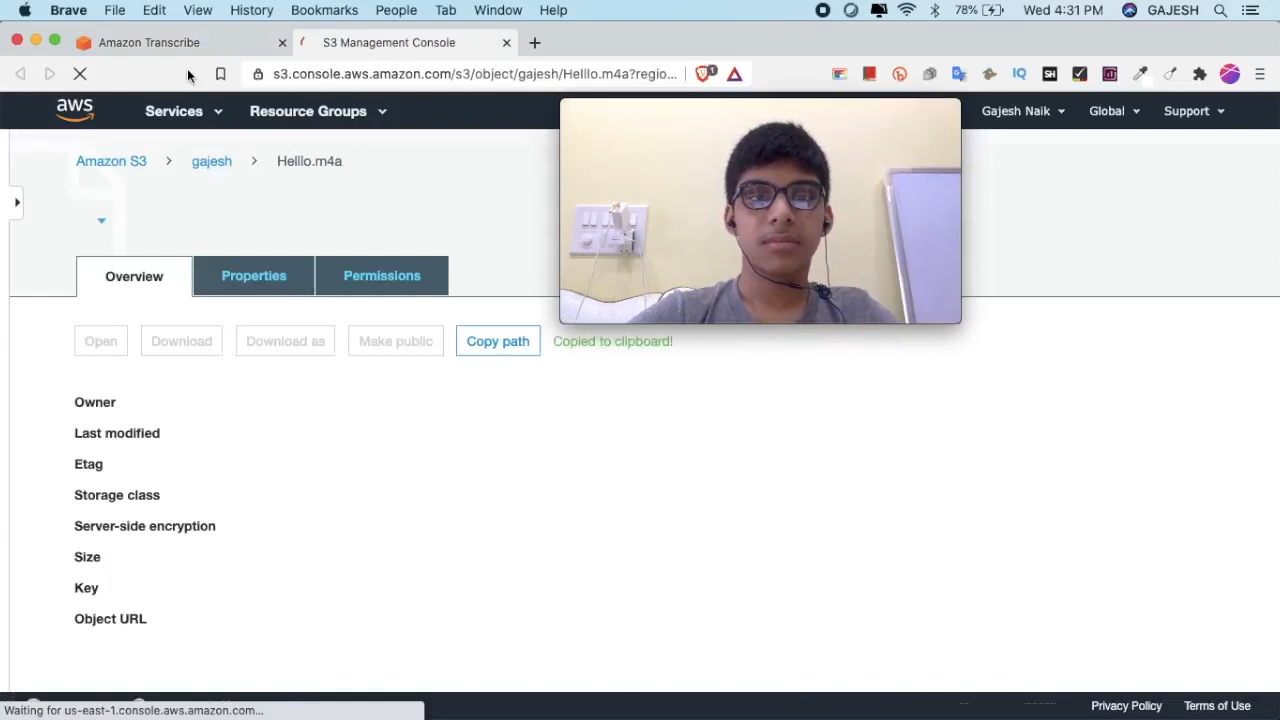 Brave File Edit View History Bookmarks People Tab Window Help 78% Wed 4:31 PM GAJESH
Amazon Transcribe S3 Management Console
s3.console.aws.amazon.com/s3/object/gajesh/Helllo.m4a?regio... 1 IQ SH
aws Services Resource Groups Gajesh Naik Global Support
Amazon S3 gajesh Helllo.m4a
Overview Properties Permissions
Open Download Download as Make public Copy path Copied to clipboard!
Owner
Last modified
Etag
Storage class
Server-side encryption
Size
Key
Object URL
Waiting for us-east-1.console.aws.amazon.com... Privacy Policy Terms of Use